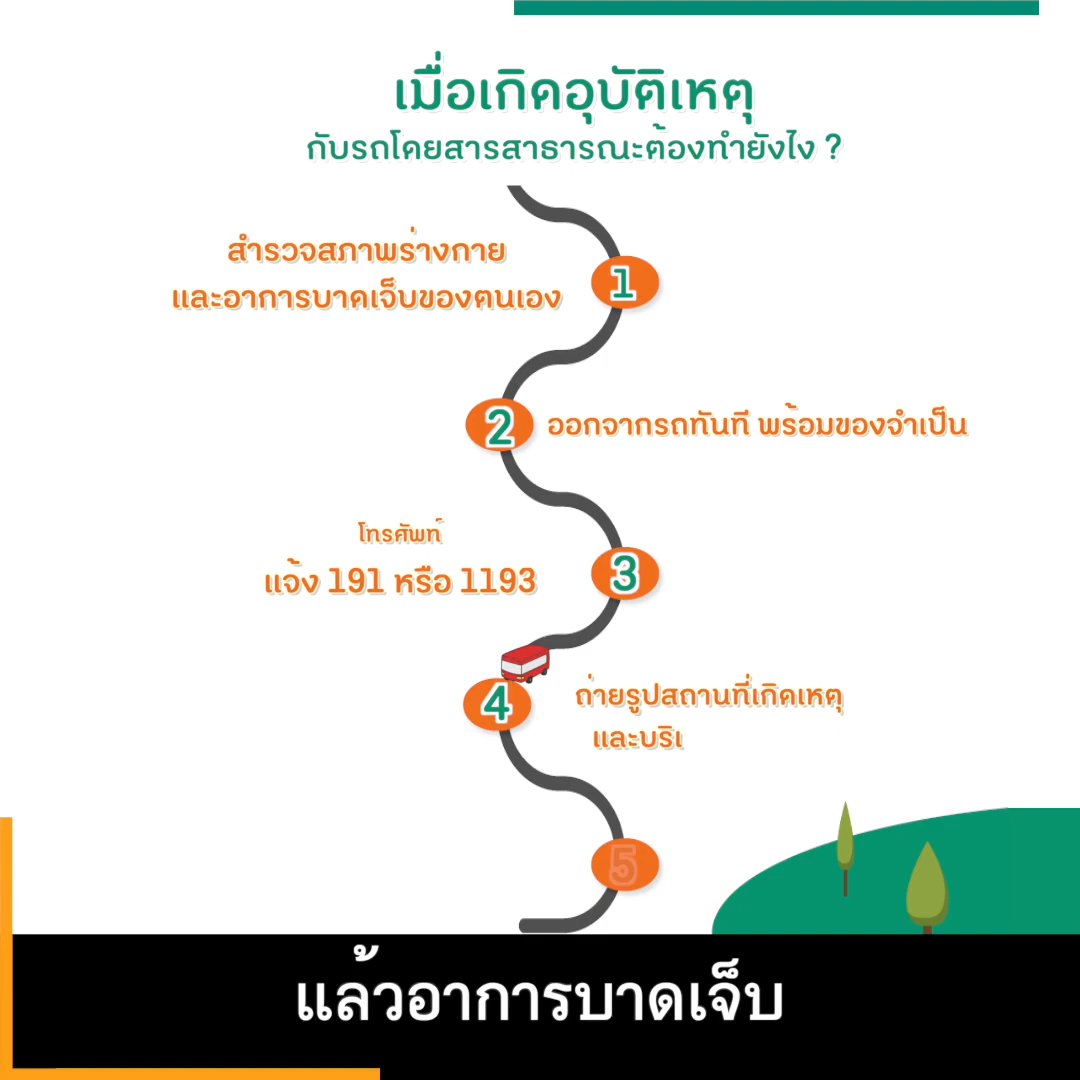 เมื่อเกิดอุบัติเหตุ
กับรถโดยสารสาธารณะต้องทำยังไง ?
สำรวจสภาพร่างกาย
และอาการบาดเจ็บของตนเอง
1
2
ออกจากรถทันที พร้อมของจำเป็น
โทรศัพท์
แจ้ง 191 หรือ 1193
3
4
ถ่ายรูปสถานที่เกิดเหตุ
และบริเ
5
แล้วอาการบาดเจ็บ